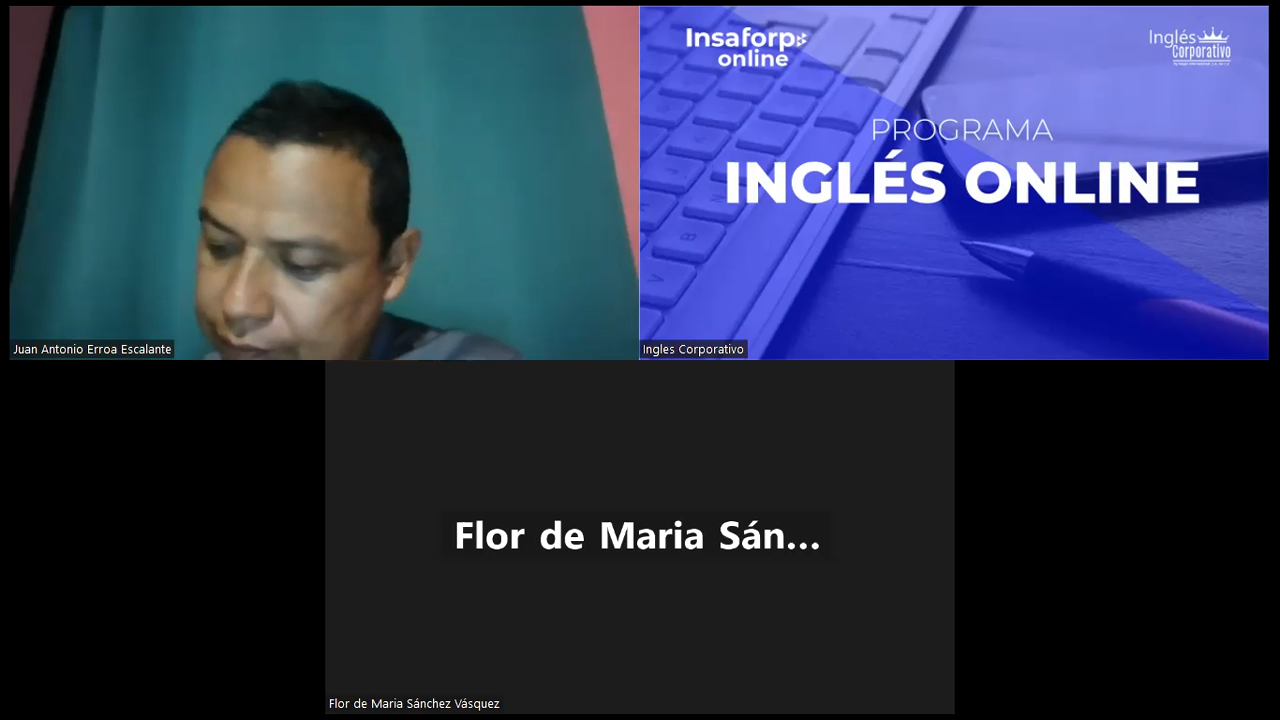 Insaforp
online
Inglés
Corporativo
PROGRAMA
INGLÉS ONLINE
Juan Antonio Erroa Escalante
Ingles Corporativo
Flor de Maria Sán...
Flor de Maria Sánchez Vásquez